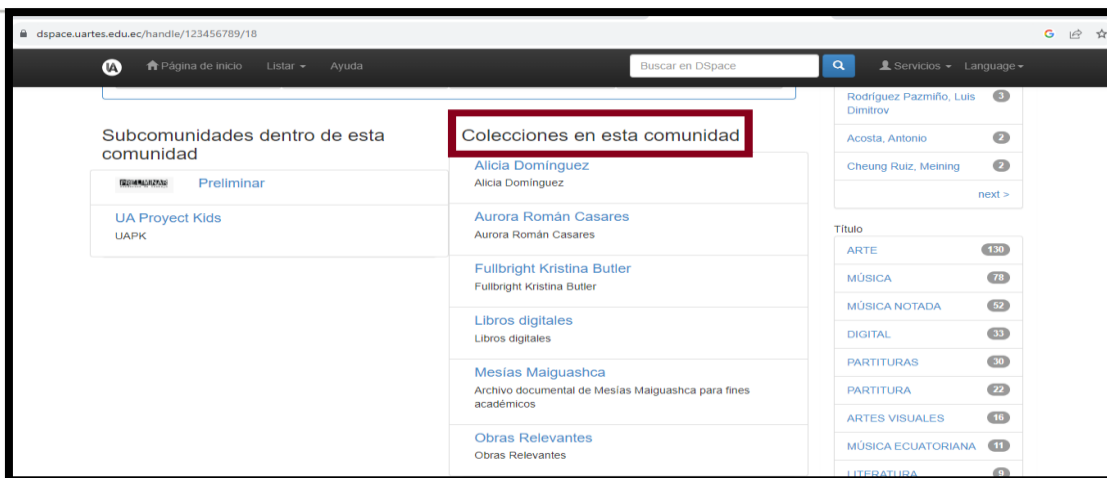 dspace.uartes.edu.ec/handle/123456789/18
Página de inicio Listar Ayuda Buscar en DSpace Servicios Language
Subcomunidades dentro de esta
comunidad
Preliminar
UA Proyect Kids
UAPK
Colecciones en esta comunidad
Alicia Domínguez
Alicia Domínguez
Aurora Román Casares
Aurora Román Casares
Fullbright Kristina Butler
Fullbright Kristina Butler
Libros digitales
Libros digitales
Mesías Maiguashca
Archivo documental de Mesías Maiguashca para fines
académicos
Obras Relevantes
Obras Relevantes
Rodríguez Pazmiño, Luis 3
Dimitrov
Acosta, Antonio 2
Cheung Ruiz, Meining 2
next >
Título
ARTE 130
MÚSICA 78
MÚSICA NOTADA 52
DIGITAL 33
PARTITURAS 30
PARTITURA 22
ARTES VISUALES 16
MÚSICA ECUATORIANA 11
LITERATURA 9